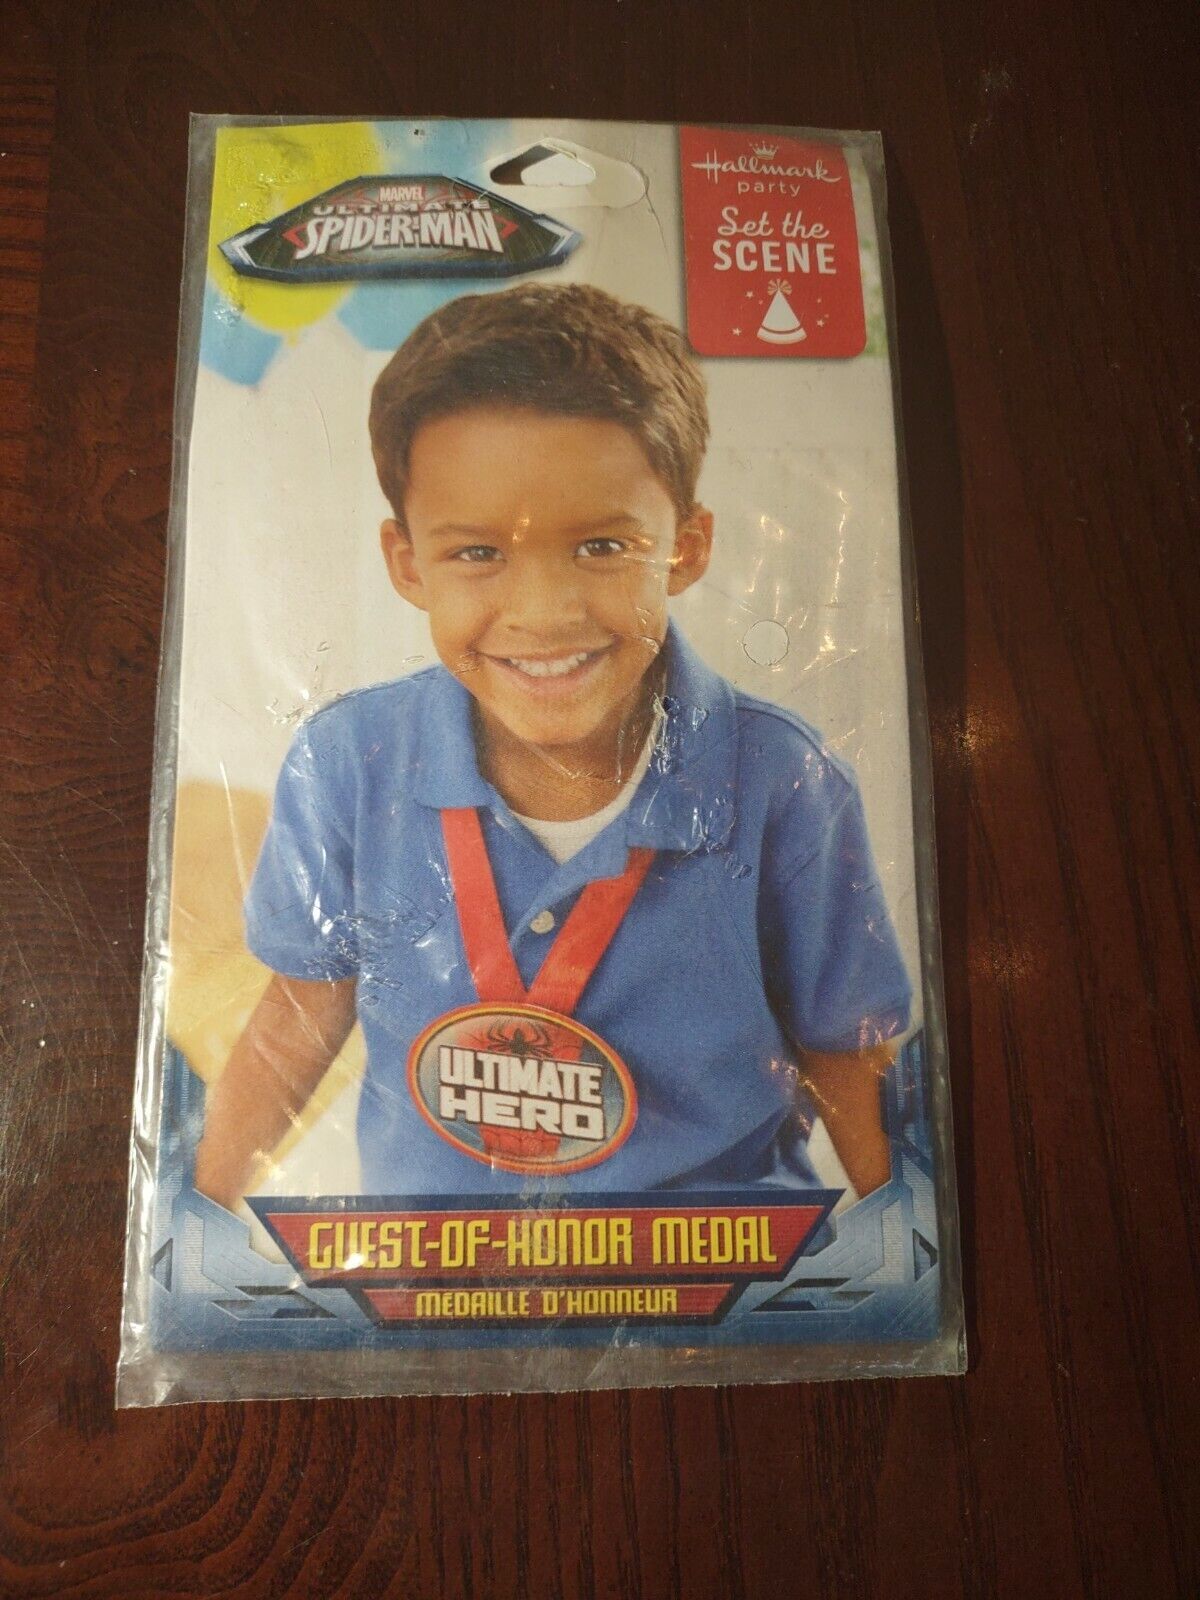 MARVEL
ULTIMATE
SPIDER-MAN
Hallmark
party
Set the
SCENE
ULTIMATE
HERO
GUEST-OF-HONOR MEDAL
MEDAILLE D'HONNEUR